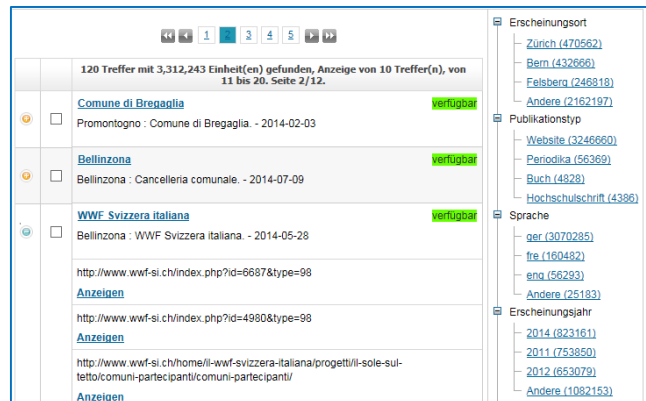 1 2 3 4 5
120 Treffer mit 3,312,243 Einheit(en) gefunden, Anzeige von 10 Treffer(n), von
11 bis 20. Seite 2/12.
Comune di Bregaglia verfügbar
Promontogno : Comune di Bregaglia. - 2014-02-03
Bellinzona verfügbar
Bellinzona : Cancelleria comunale. - 2014-07-09
WWF Svizzera italiana verfügbar
Bellinzona : WWF Svizzera italiana. - 2014-05-28
http://www.wwf-si.ch/index.php?id=6687&type=98
Anzeigen
http://www.wwf-si.ch/index.php?id=4980&type=98
Anzeigen
http://www.wwf-si.ch/home/il-wwf-svizzera-italiana/progetti/il-sole-sul-
tetto/comuni-partecipanti/comuni-partecipanti/
Anzeigen
Erscheinungsort
Zürich (470562)
Bern (432666)
Felsberg (246818)
Andere (2162197)
Publikationstyp
Website (3246660)
Periodika (56369)
Buch (4828)
Hochschulschrift (4386)
Sprache
ger (3070285)
fre (160482)
eng (56293)
Andere (25183)
Erscheinungsjahr
2014 (823161)
2011 (753850)
2012 (653079)
Andere (1082153)